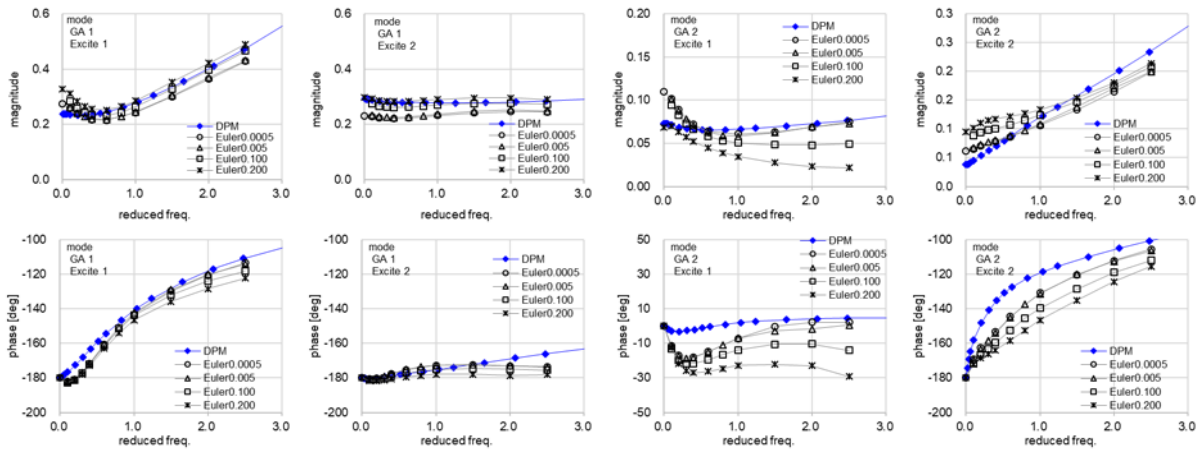 0.6
0.4
0.2
0.0
magnitude
mode
GA 1
Excite 1
DPM
Euler0.0005
Euler0.005
Euler0.100
Euler0.200
0.0 1.0 2.0 3.0
reduced freq.
0.6
0.4
0.2
0.0
magnitude
mode
GA 1
Excite 2
DPM
Euler0.0005
Euler0.005
Euler0.100
Euler0.200
0.0 1.0 2.0 3.0
reduced freq.
0.20
0.15
0.10
0.05
0.00
magnitude
mode
GA 2
Excite 1
DPM
Euler0.0005
Euler0.005
Euler0.100
Euler0.200
0.0 1.0 2.0 3.0
reduced freq.
0.3
0.3
0.2
0.2
0.1
0.1
0.0
magnitude
mode
GA 2
Excite 2
DPM
Euler0.0005
Euler0.005
Euler0.100
Euler0.200
0.0 1.0 2.0 3.0
reduced freq.
-100
-120
-140
-160
-180
-200
phase [deg]
mode
GA 1
Excite 1
DPM
Euler0.0005
Euler0.005
Euler0.100
Euler0.200
0.0 1.0 2.0 3.0
reduced freq.
-100
-120
-140
-160
-180
-200
phase [deg]
mode
GA 1
Excite 2
DPM
Euler0.0005
Euler0.005
Euler0.100
Euler0.200
0.0 1.0 2.0 3.0
reduced freq.
50
30
10
-10
-30
-50
phase [deg]
mode
GA 2
Excite 1
DPM
Euler0.0005
Euler0.005
Euler0.100
Euler0.200
0.0 1.0 2.0 3.0
reduced freq.
-100
-120
-140
-160
-180
-200
phase [deg]
mode
GA 2
Excite 2
DPM
Euler0.0005
Euler0.005
Euler0.100
Euler0.200
0.0 1.0 2.0 3.0
reduced freq.